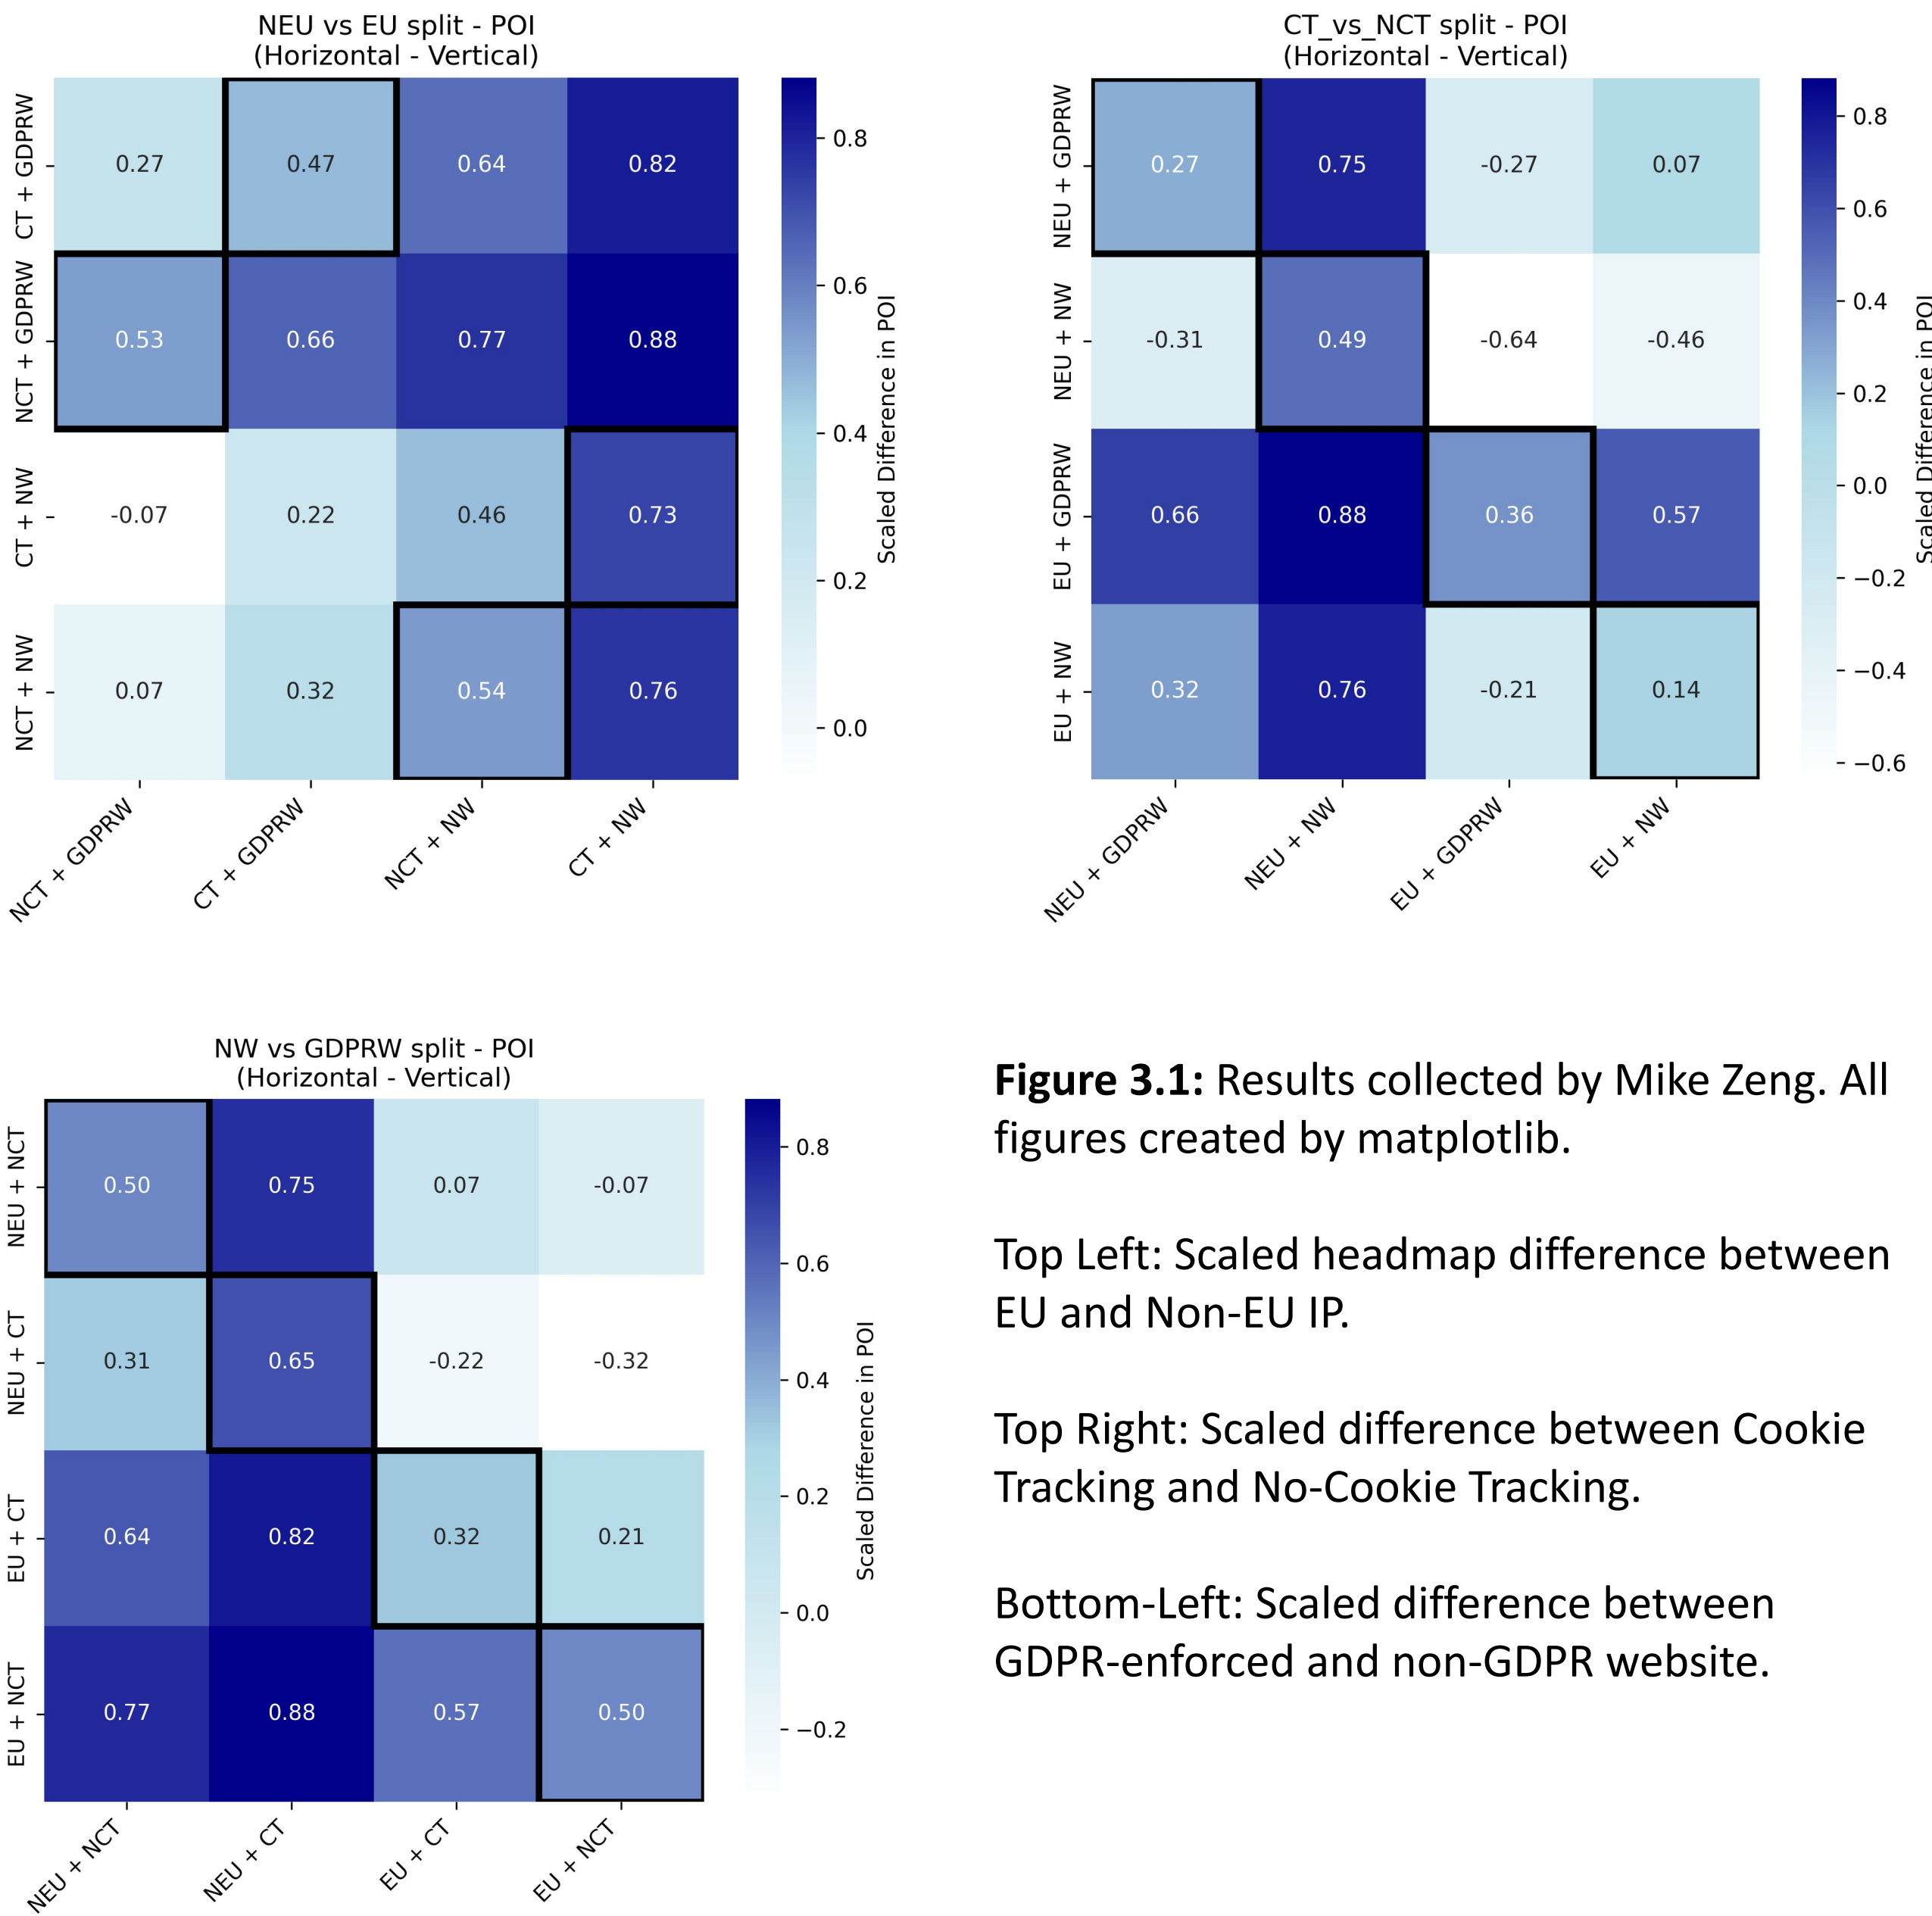 NEU vs EU split - POI
(Horizontal - Vertical)
CT + GDPRW
0.27 0.47 0.64 0.82
NCT + GDPRW
0.53 0.66 0.77 0.88
CT + NW
-0.07 0.22 0.46 0.73
NCT + NW
0.07 0.32 0.54 0.76
NCT + GDPRW
CT + GDPRW
NCT + NW
CT + NW
0.8
0.6
0.4
0.2
0.0
Scaled Difference in POI
CT_vs_NCT split - POI
(Horizontal - Vertical)
NEU + GDPRW
0.27 0.75 -0.27 0.07
NEU + NW
-0.31 0.49 -0.64 -0.46
EU + GDPRW
0.66 0.88 0.36 0.57
EU + NW
0.32 0.76 -0.21 0.14
NEU + GDPRW
NEU + NW
EU + GDPRW
EU + NW
0.8
0.6
0.4
0.2
0.0
−0.2
−0.4
−0.6
Scaled Difference in POI
NW vs GDPRW split - POI
(Horizontal - Vertical)
NEU + NCT
0.50 0.75 0.07 -0.07
NEU + CT
0.31 0.65 -0.22 -0.32
EU + CT
0.64 0.82 0.32 0.21
EU + NCT
0.77 0.88 0.57 0.50
NEU + NCT
NEU + CT
EU + CT
EU + NCT
0.8
0.6
0.4
0.2
0.0
−0.2
Scaled Difference in POI
Figure 3.1: Results collected by Mike Zeng. All
figures created by matplotlib.
Top Left: Scaled headmap difference between
EU and Non-EU IP.
Top Right: Scaled difference between Cookie
Tracking and No-Cookie Tracking.
Bottom-Left: Scaled difference between
GDPR-enforced and non-GDPR website.